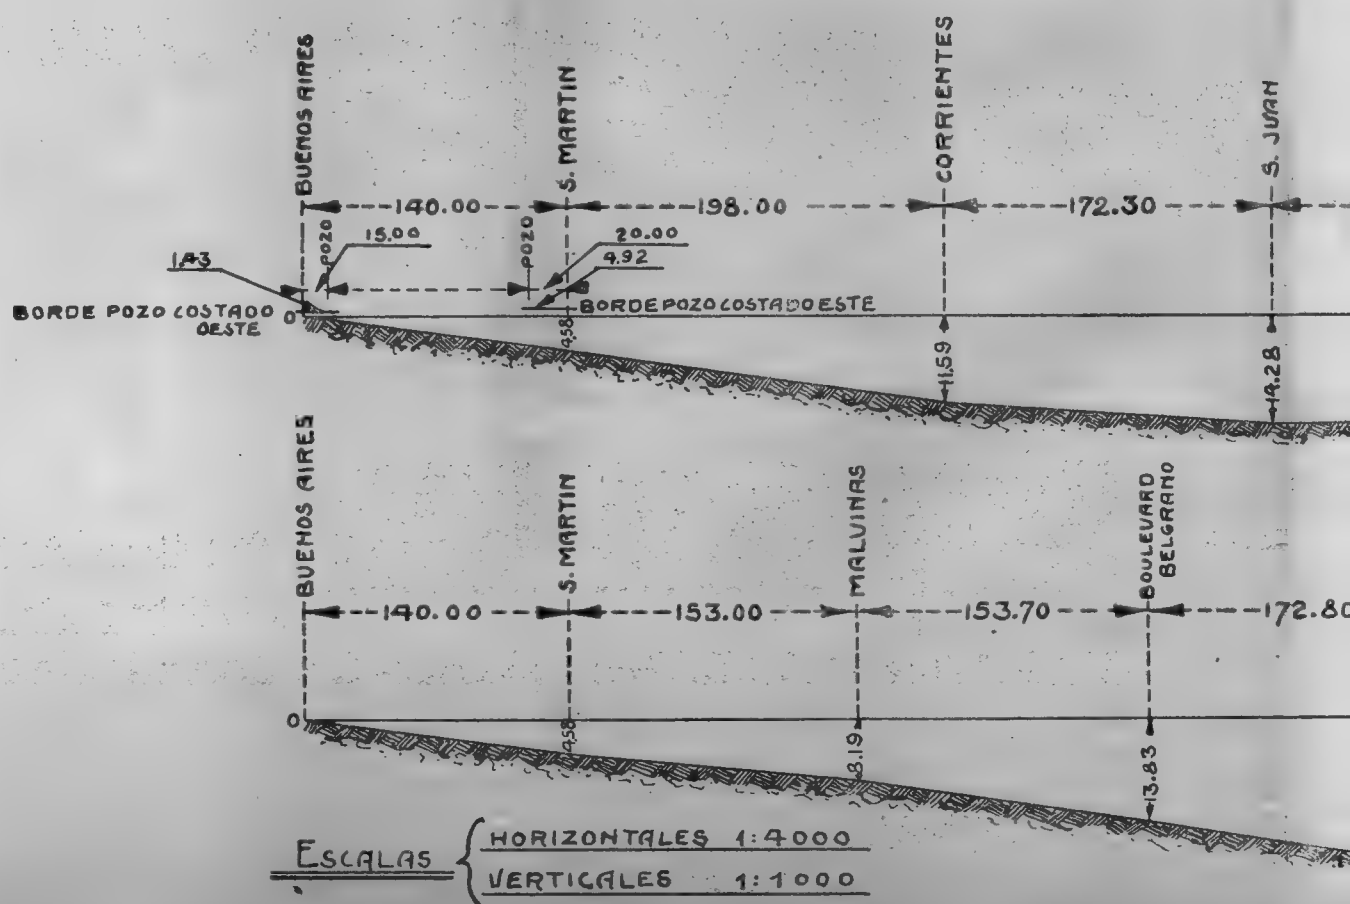 BUENOS AIRES
S. MARTIN
CORRIENTES
S. JUAN
140.00
198.00
172.30
POZO
15.00
POZO
20.00
4.92
1.43
BORDE POZO COSTADO
OESTE
0
BORDE POZO COSTADO ESTE
4.58
11.59
14.28
BUENOS AIRES
S. MARTIN
MALVINAS
BOULEVARD
BELGRANO
140.00
153.00
153.70
172.80
0
4.58
8.19
13.83
ESCALAS
HORIZONTALES 1:4000
VERTICALES 1:1000